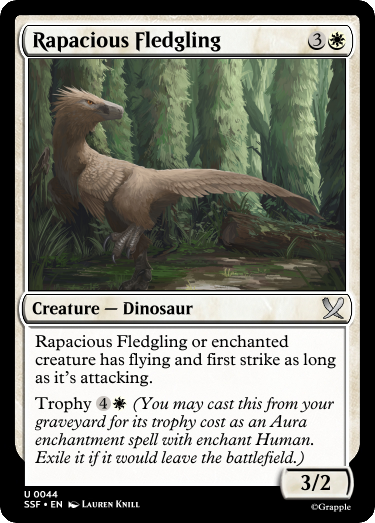 Rapacious Fledgling 3
Creature — Dinosaur
Rapacious Fledgling or enchanted
creature has flying and first strike as long
as it's attacking.
Trophy 4 (You may cast this from your
graveyard for its trophy cost as an Aura
enchantment spell with enchant Human.
Exile it if it would leave the battlefield.)
3/2
U 0044
SSF • EN Lauren Knill
©Grapple